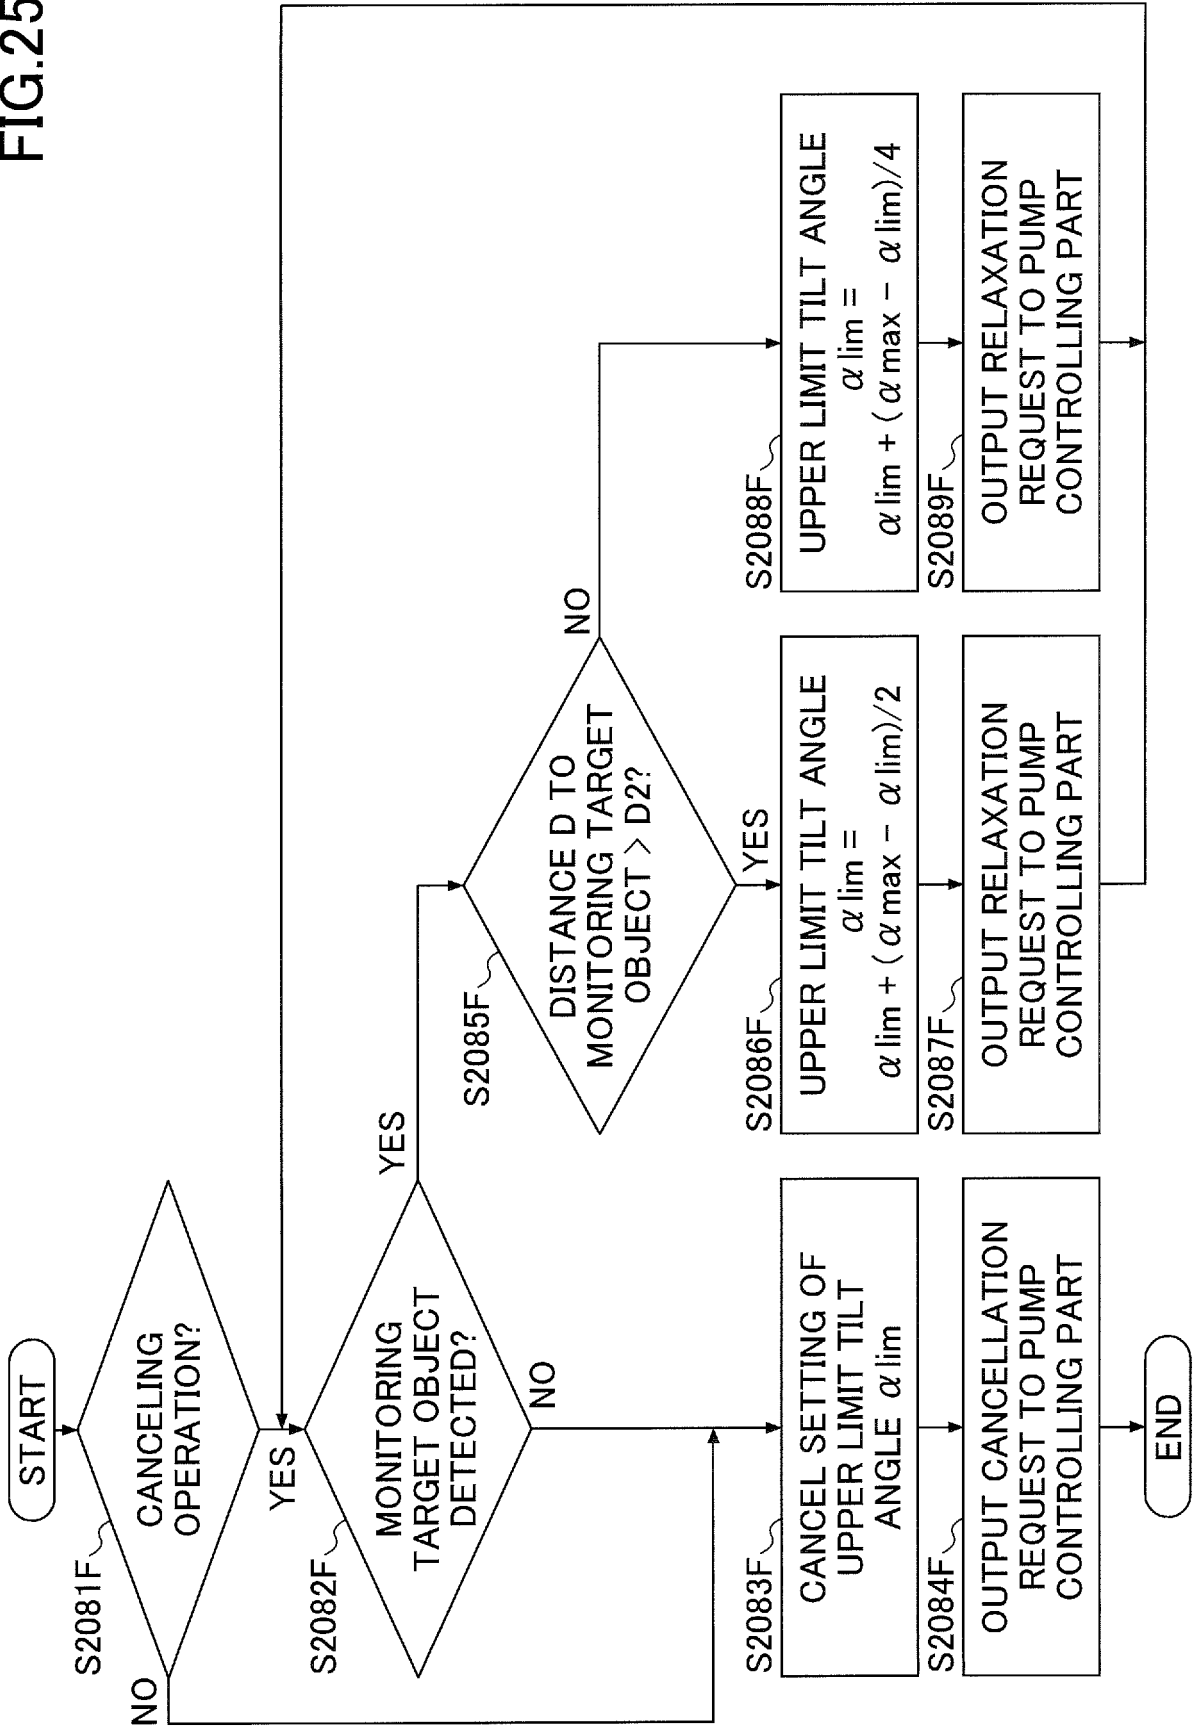 FIG.25
START
S2081F
CANCELING
OPERATION?
NO
YES
S2082F
MONITORING
TARGET OBJECT
DETECTED?
YES
NO
S2083F
CANCEL SETTING OF
UPPER LIMIT TILT
ANGLE α lim
S2084F
OUTPUT CANCELLATION
REQUEST TO PUMP
CONTROLLING PART
END
S2085F
DISTANCE D TO
MONITORING TARGET
OBJECT > D2?
YES
NO
S2086F
UPPER LIMIT TILT ANGLE
α lim =
α lim + (α max - α lim)/2
S2087F
OUTPUT RELAXATION
REQUEST TO PUMP
CONTROLLING PART
S2088F
UPPER LIMIT TILT ANGLE
α lim =
α lim + (α max - α lim)/4
S2089F
OUTPUT RELAXATION
REQUEST TO PUMP
CONTROLLING PART